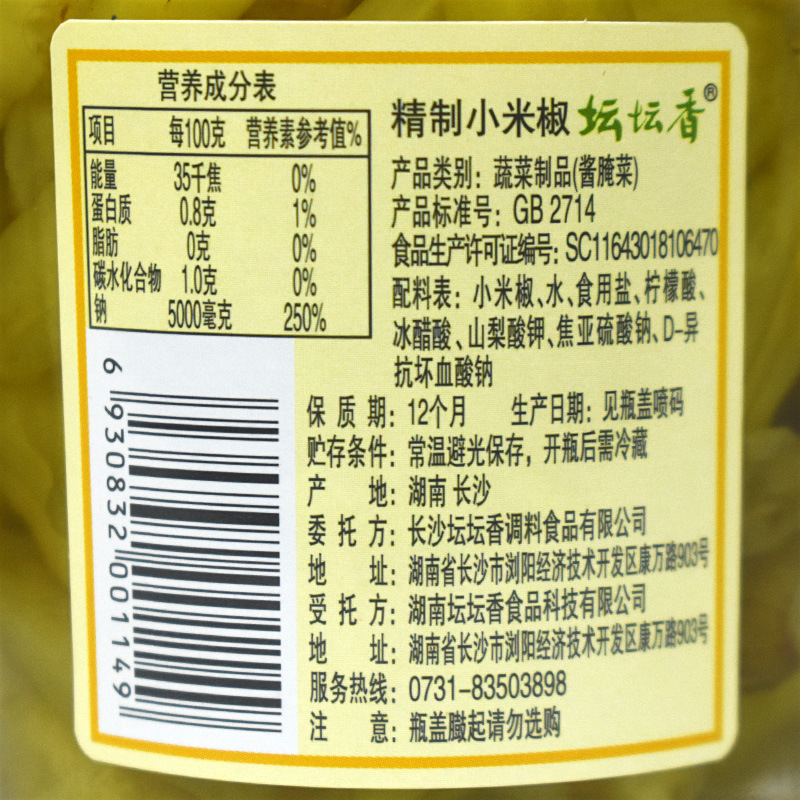 营养成分表
项目 每100克 营养素参考值%
能量 35千焦 0%
蛋白质 0.8克 1%
脂肪 0克 0%
碳水化合物 1.0克 0%
钠 5000毫克 250%
6 930832 001149
精制小米椒 坛坛香®
产品类别：蔬菜制品(酱腌菜)
产品标准号：GB 2714
食品生产许可证编号：SC11643018106470
配料表：小米椒、水、食用盐、柠檬酸、
冰醋酸、山梨酸钾、焦亚硫酸钠、D-异
抗坏血酸钠
保质期：12个月 生产日期：见瓶盖喷码
贮存条件：常温避光保存，开瓶后需冷藏
产地：湖南 长沙
委托方：长沙坛坛香调料食品有限公司
地址：湖南省长沙市浏阳经济技术开发区康万路903号
受托方：湖南坛坛香食品科技有限公司
地址：湖南省长沙市浏阳经济技术开发区康万路903号
服务热线：0731-83503898
注意：瓶盖臌起请勿选购